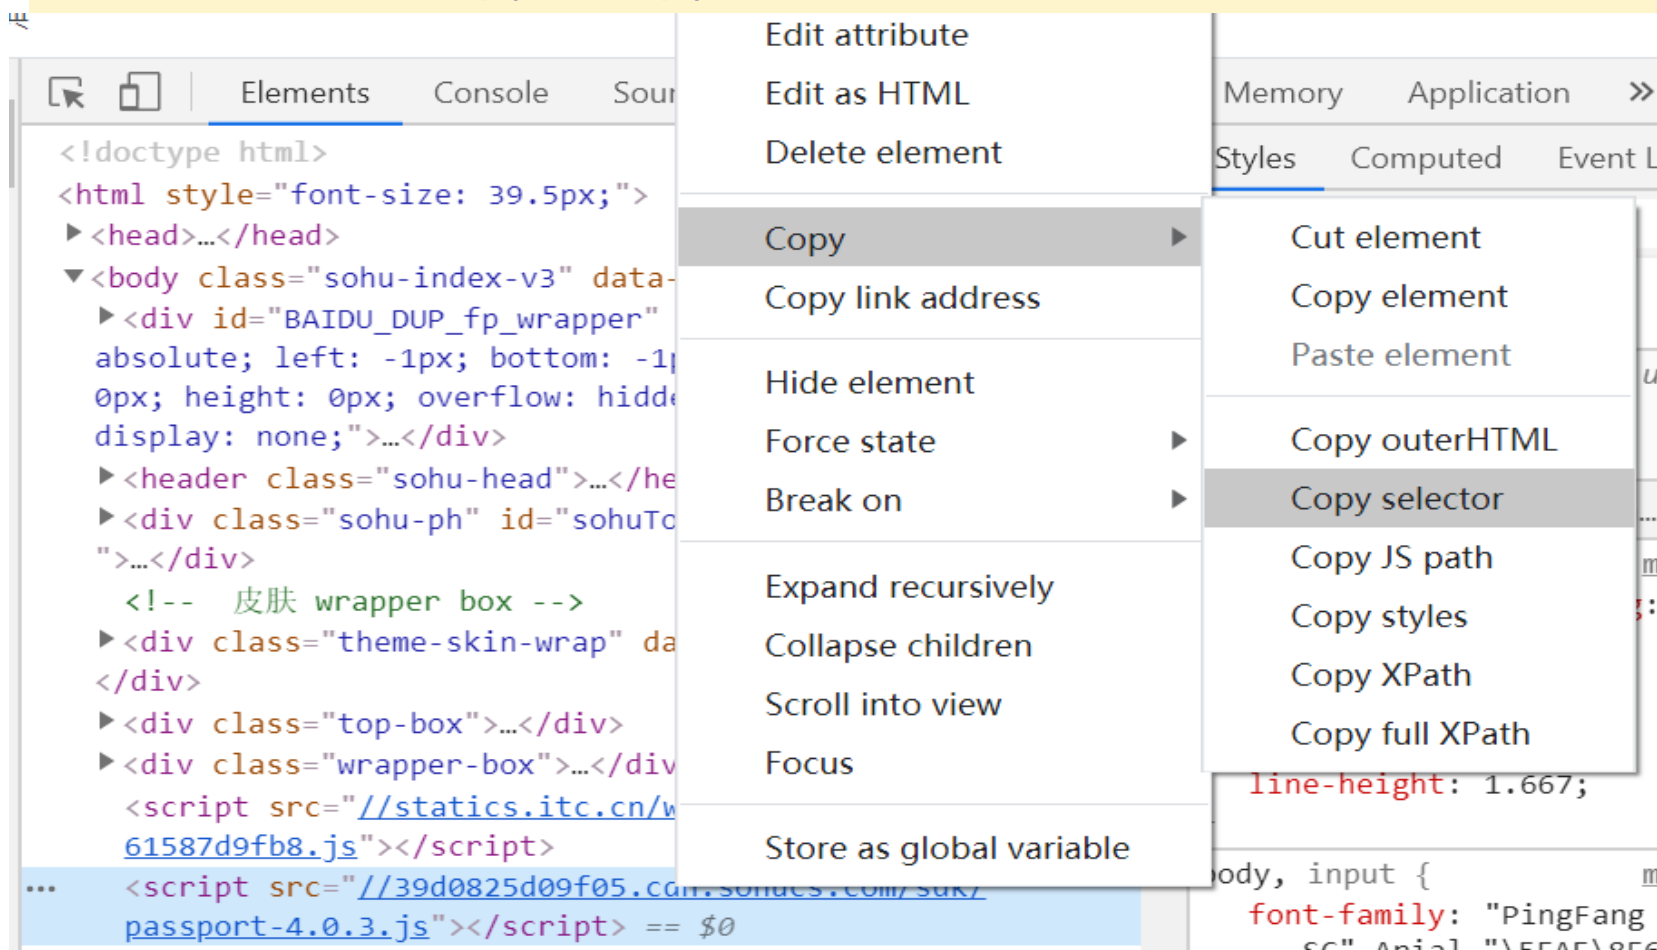 Elements Console Sour Memory Application »
<!doctype html>
<html style="font-size: 39.5px;">
<head>…</head>
<body class="sohu-index-v3" data-
<div id="BAIDU_DUP_fp_wrapper"
absolute; left: -1px; bottom: -1p
0px; height: 0px; overflow: hidde
display: none;">…</div>
<header class="sohu-head">…</he
<div class="sohu-ph" id="sohuTo
">…</div>
<!-- 皮肤 wrapper box -->
<div class="theme-skin-wrap" da
</div>
<div class="top-box">…</div>
<div class="wrapper-box">…</div
<script src="//statics.itc.cn/w
61587d9fb8.js"></script>
… <script src="//39d0825d09f05.cdn.sohucs.com/suk/
passport-4.0.3.js"></script> == $0
Edit attribute
Edit as HTML
Delete element
Copy
Copy link address
Hide element
Force state
Break on
Expand recursively
Collapse children
Scroll into view
Focus
Store as global variable
Styles Computed Event L
Cut element
Copy element
Paste element
Copy outerHTML
Copy selector
Copy JS path
Copy styles
Copy XPath
Copy full XPath
line-height: 1.667;
body, input {
font-family: "PingFang